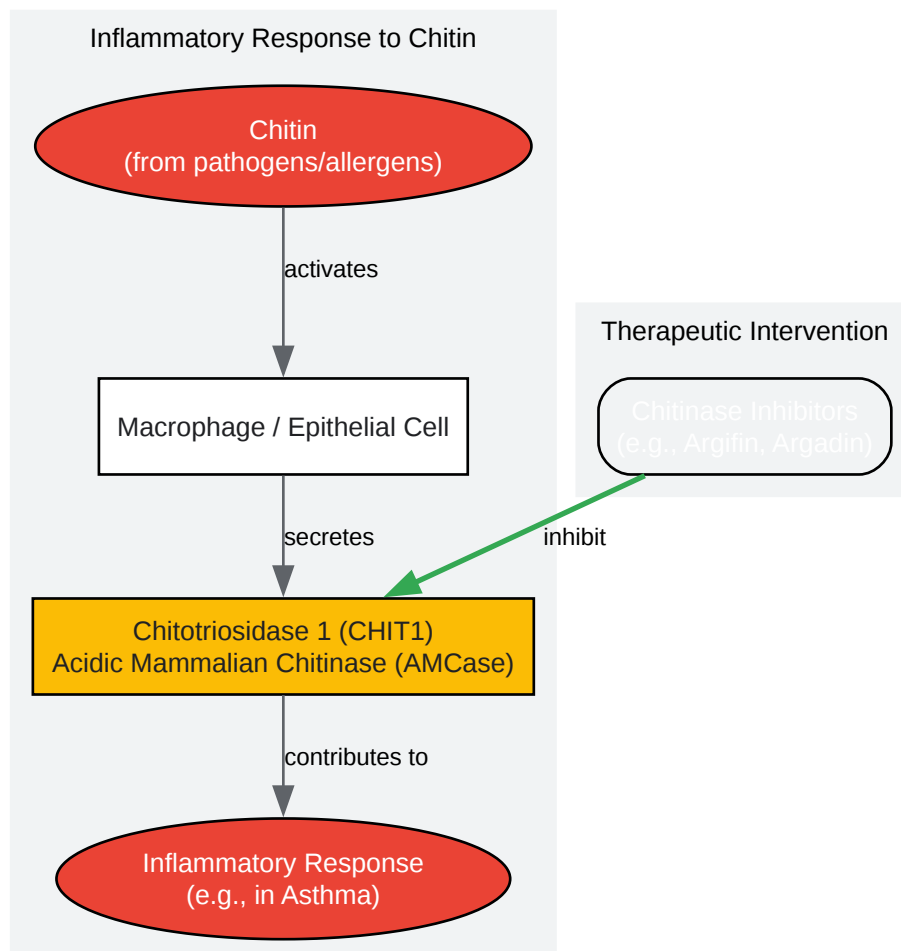 Inflammatory Response to Chitin
Chitin
(from pathogens/allergens)
activates
Therapeutic Intervention
Macrophage / Epithelial Cell
Chitinase Inhibitors
(e.g., Argifin, Argadin)
secretes
inhibit
Chitotriosidase 1 (CHIT1)
Acidic Mammalian Chitinase (AMCase)
contributes to
Inflammatory Response
(e.g., in Asthma)